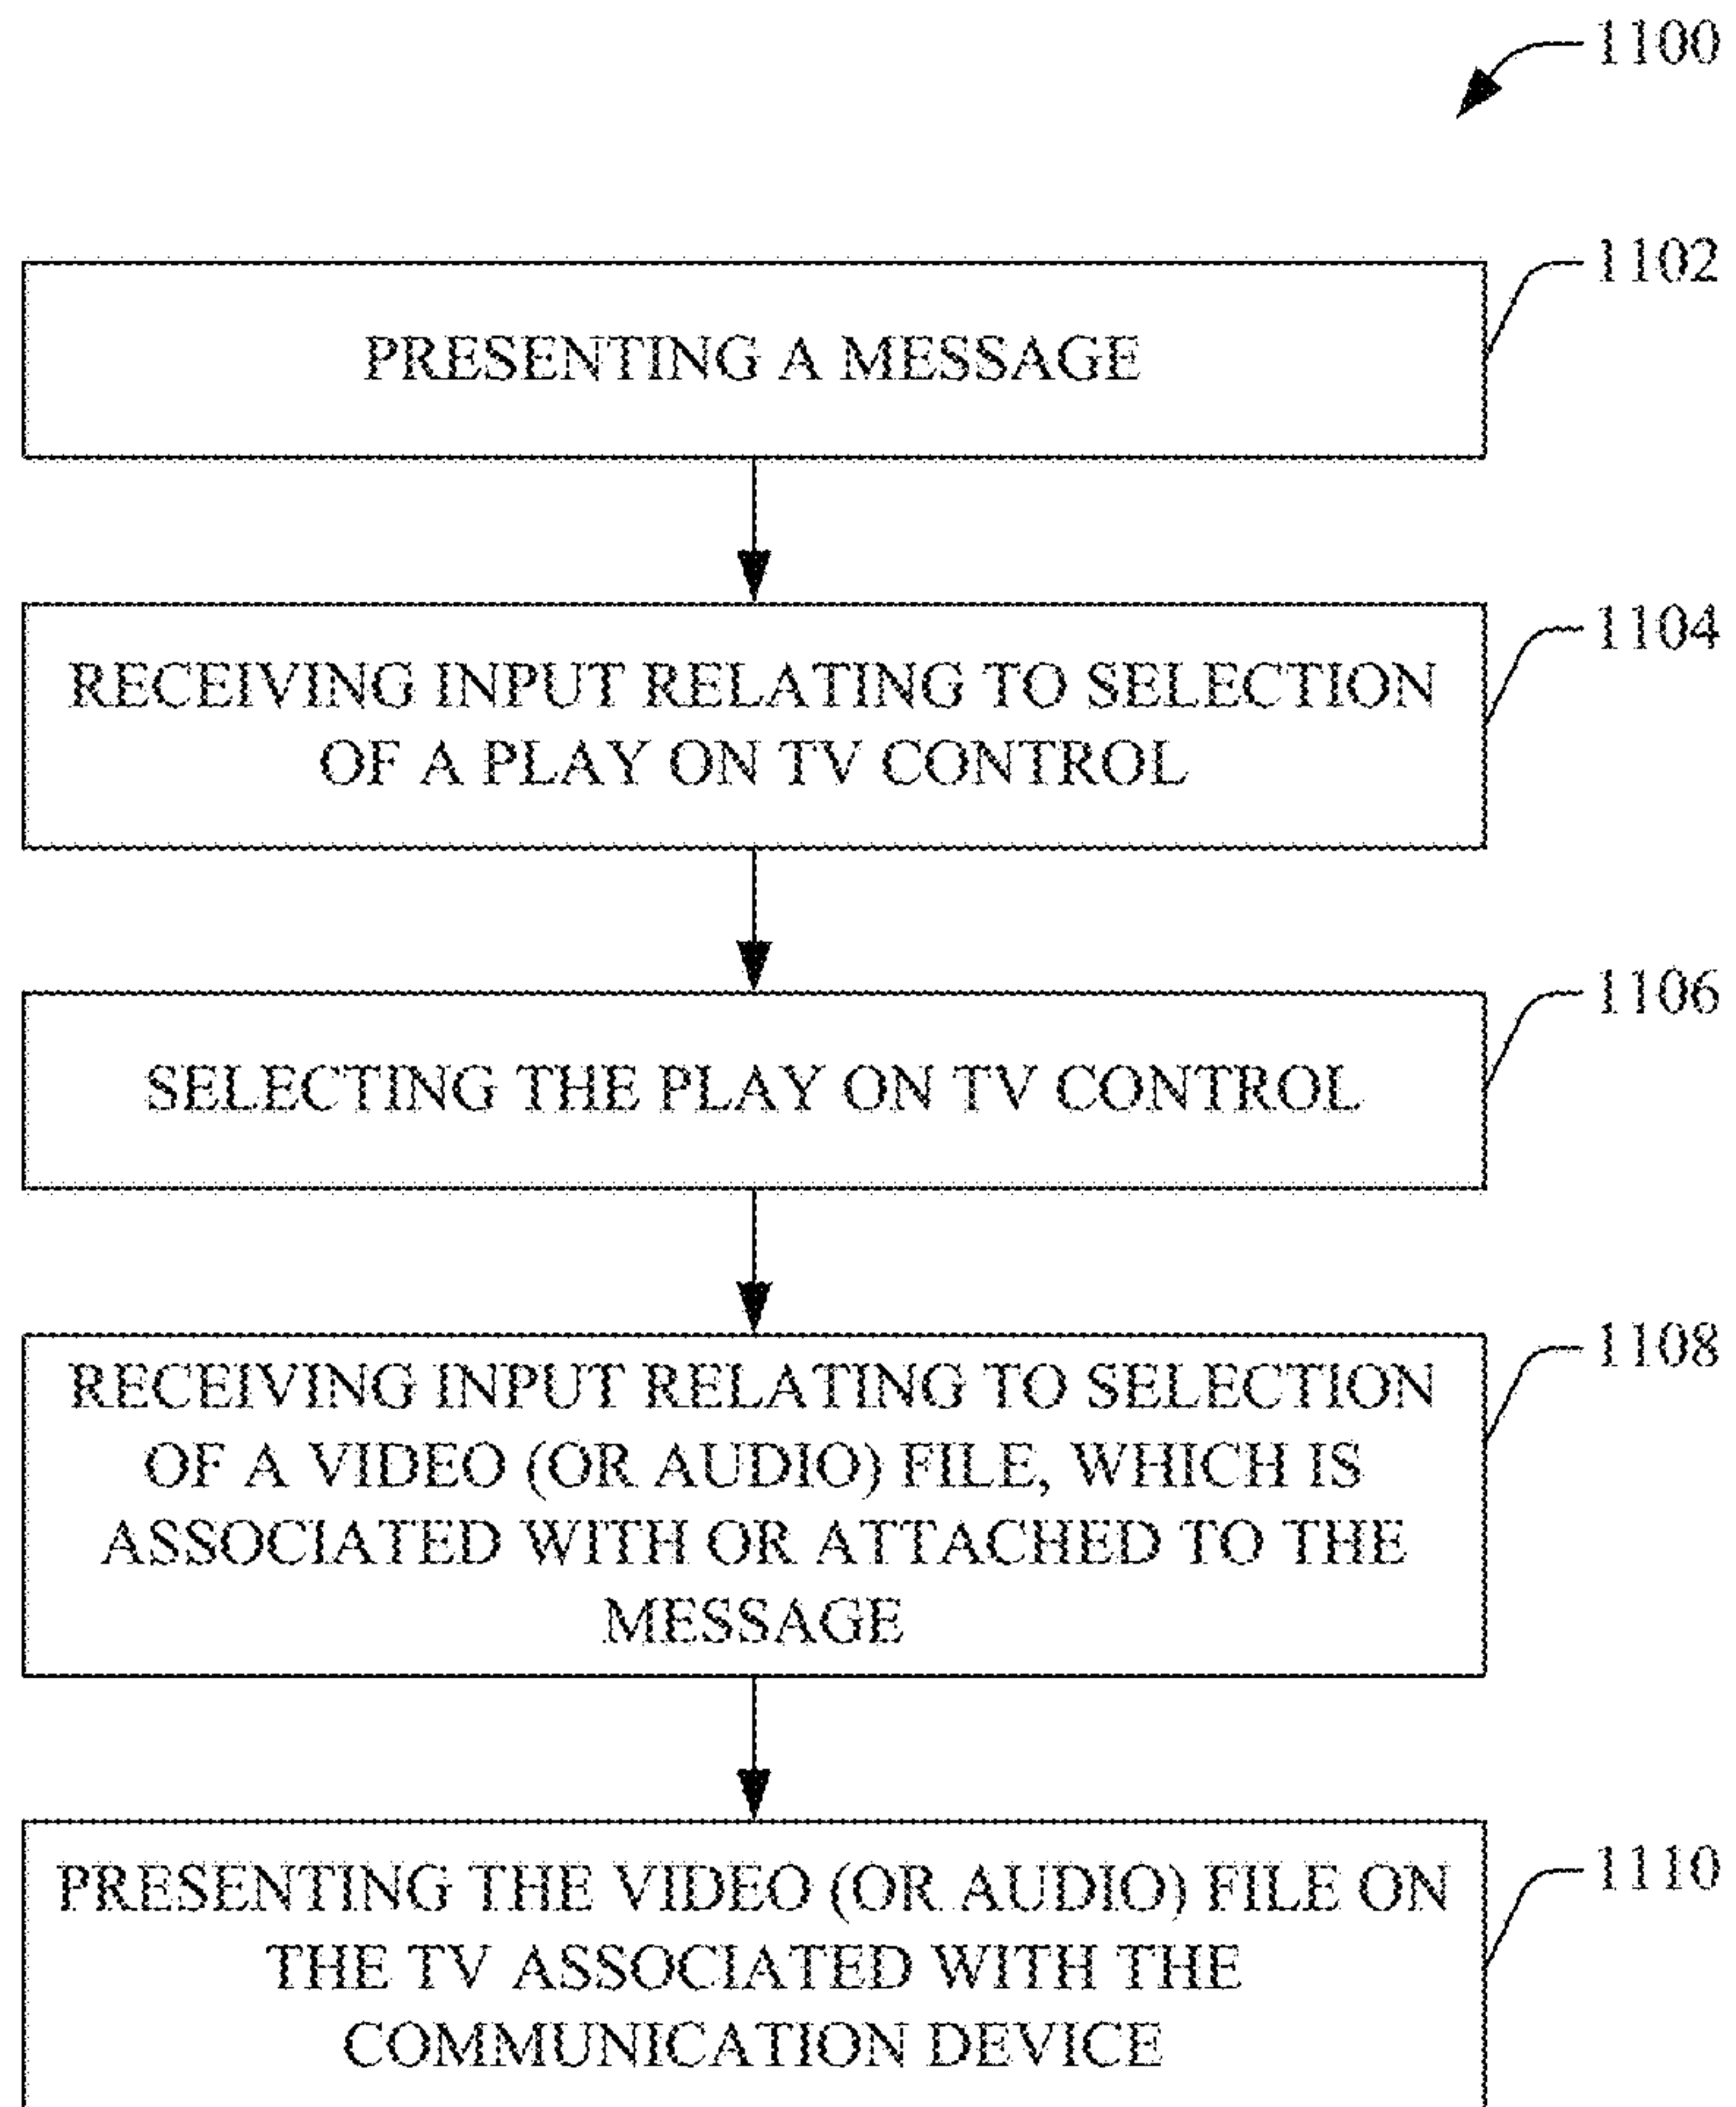 1100
1102
PRESENTING A MESSAGE
1104
RECEIVING INPUT RELATING TO SELECTION
OF A PLAY ON TV CONTROL
1106
SELECTING THE PLAY ON TV CONTROL
1108
RECEIVING INPUT RELATING TO SELECTION
OF A VIDEO (OR AUDIO) FILE, WHICH IS
ASSOCIATED WITH OR ATTACHED TO THE
MESSAGE
1110
PRESENTING THE VIDEO (OR AUDIO) FILE ON
THE TV ASSOCIATED WITH THE
COMMUNICATION DEVICE